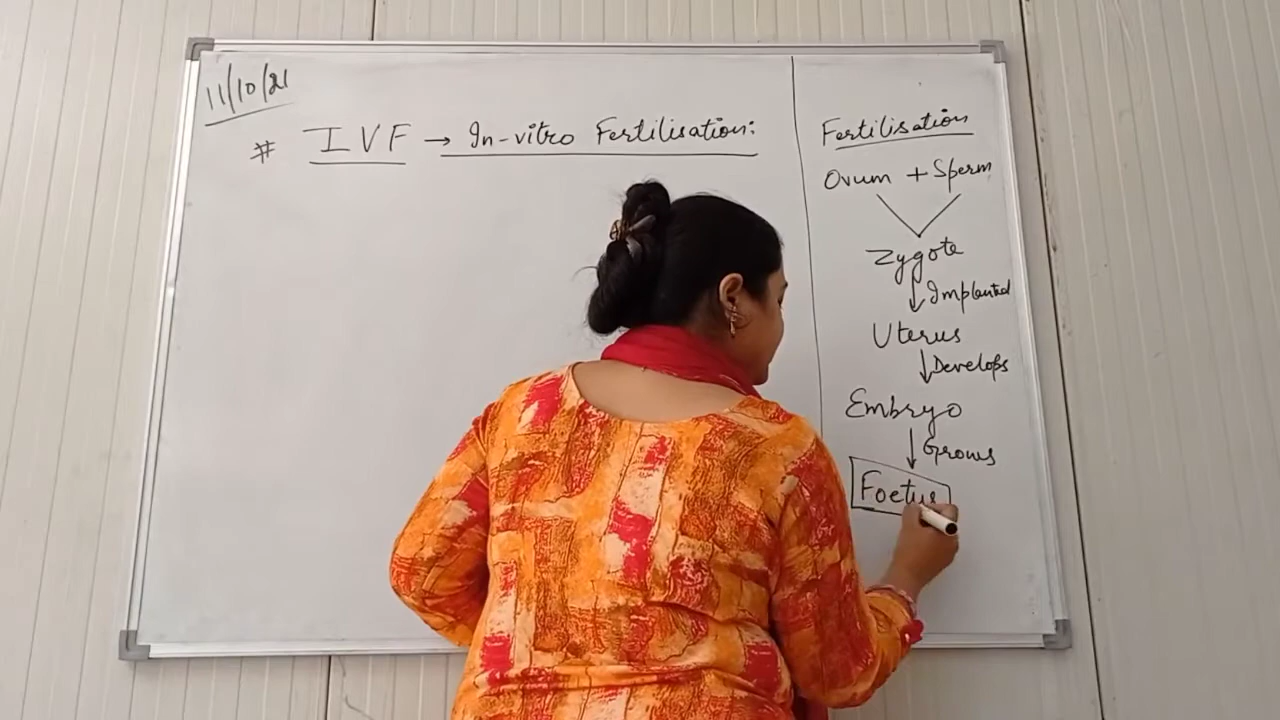 11/10/21
# IVF → In-vitro Fertilisation:
Fertilisation
Ovum + Sperm
Zygote
↓ Implanted
Uterus
↓ Develops
Embryo
↓ Grows
Foetus